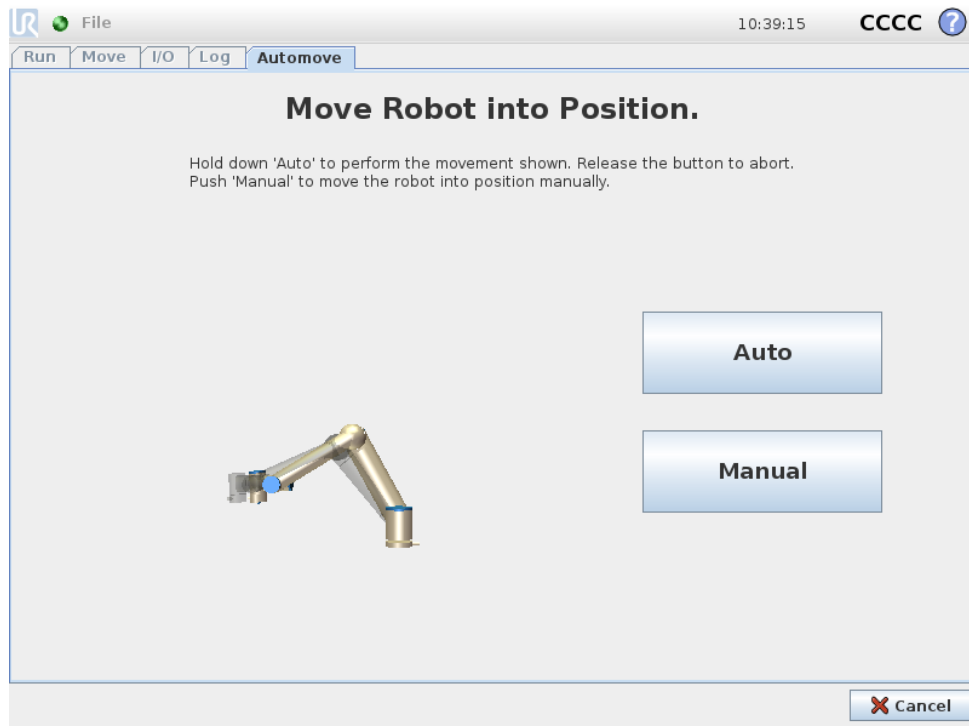 UR File 10:39:15 CCCC ?
Run Move I/O Log Automove
Move Robot into Position.
Hold down 'Auto' to perform the movement shown. Release the button to abort.
Push 'Manual' to move the robot into position manually.
Auto
Manual
Cancel